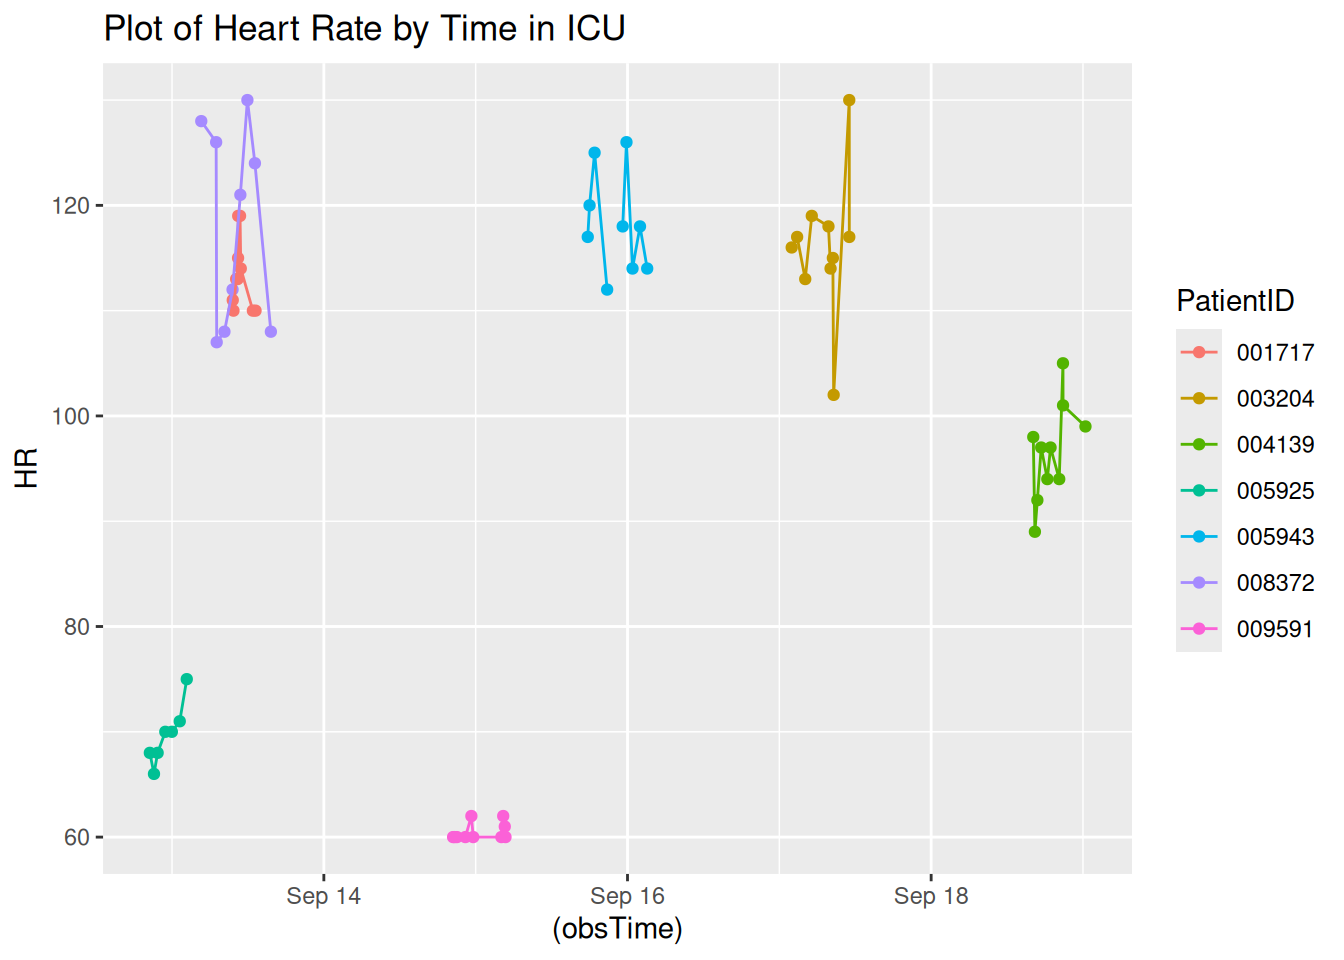 Plot of Heart Rate by Time in ICU
HR
120
100
80
60
Sep 14
Sep 16
Sep 18
(obsTime)
PatientID
001717
003204
004139
005925
005943
008372
009591